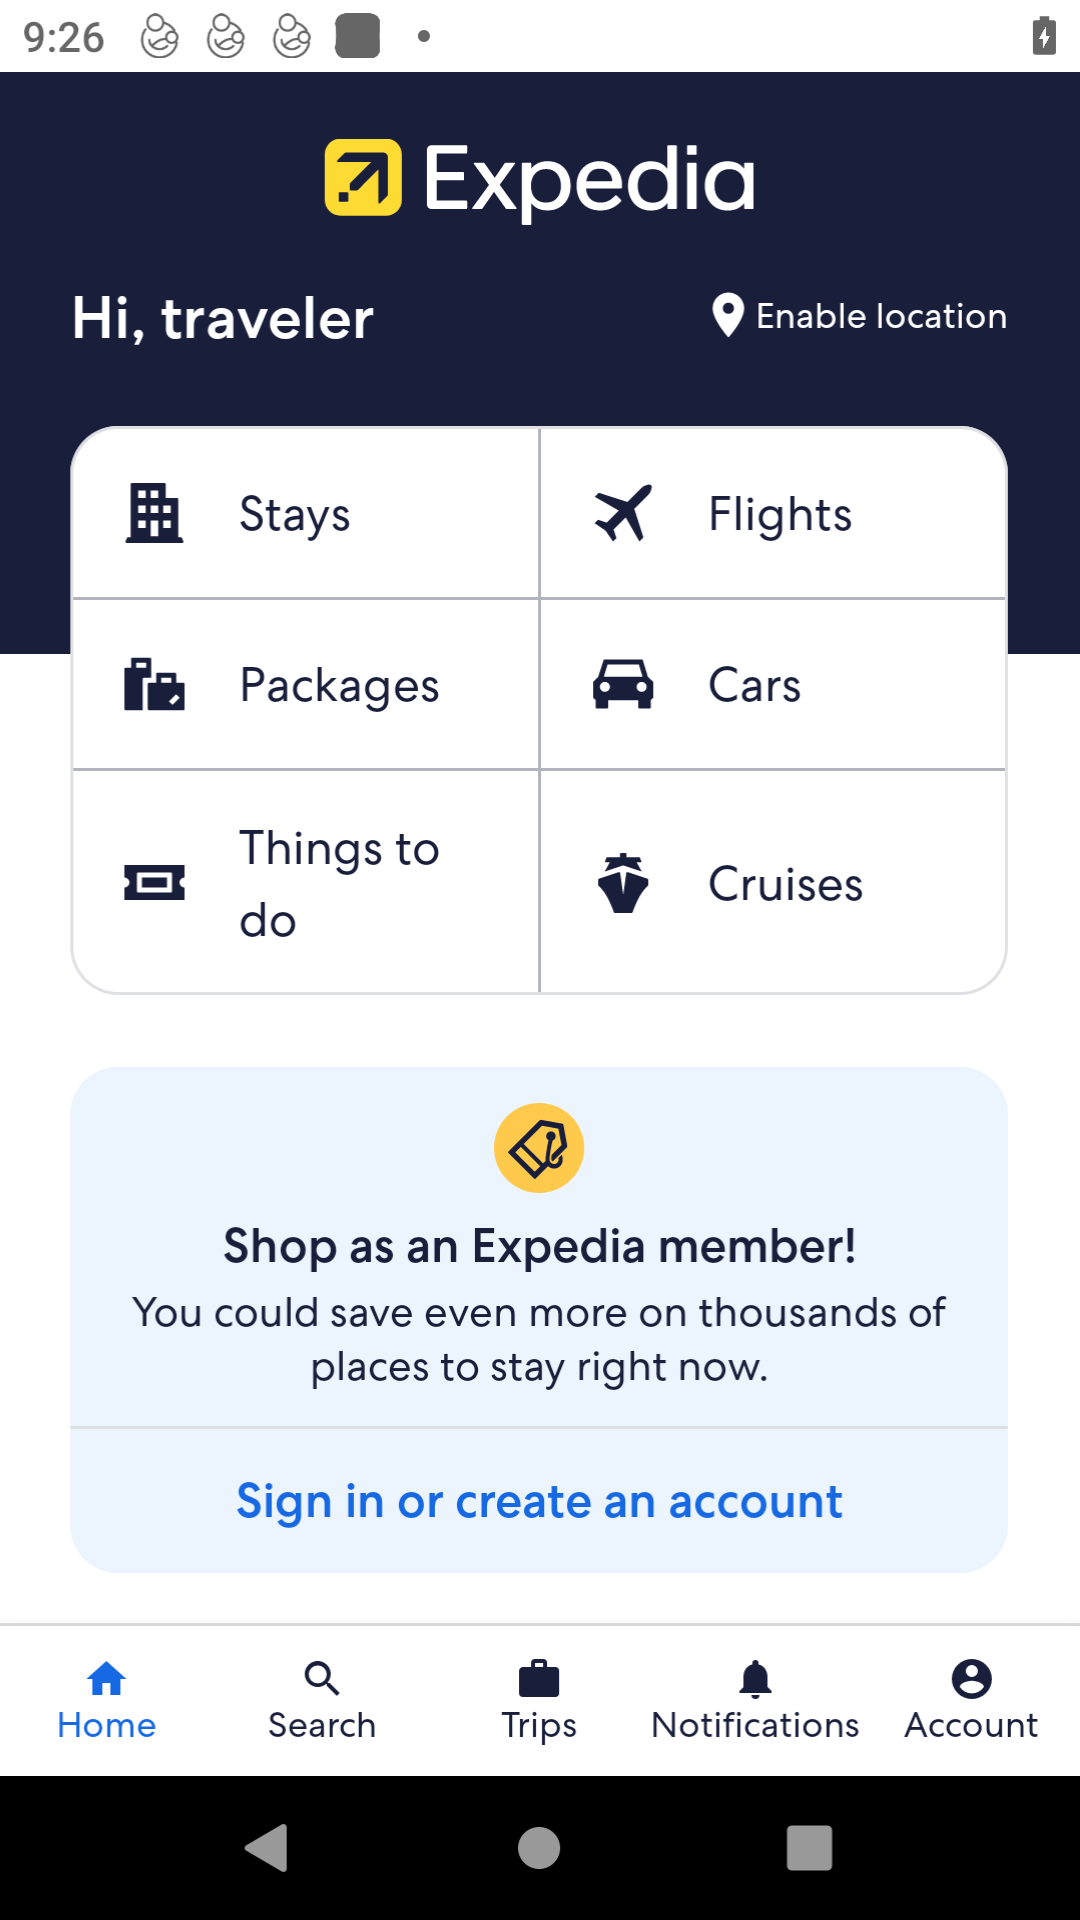 9:26
Expedia
Hi, traveler
Enable location
Stays
Flights
Packages
Cars
Things to
do
Cruises
Shop as an Expedia member!
You could save even more on thousands of
places to stay right now.
Sign in or create an account
Home
Search
Trips
Notifications
Account